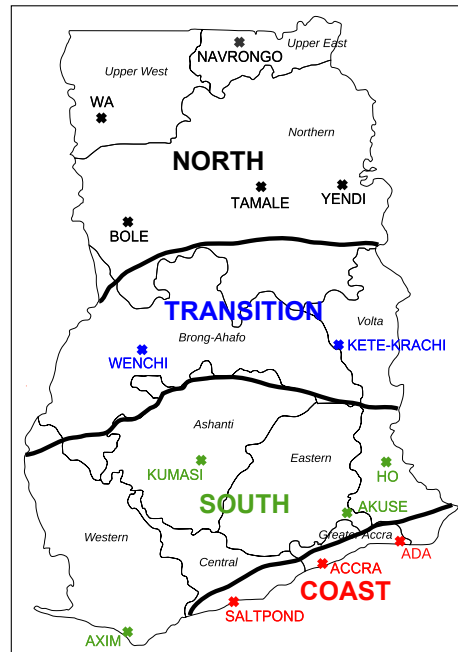 Upper East
NAVRONGO
Upper West
WA
Northern
NORTH
TAMALE
YENDI
BOLE
TRANSITION
Volta
Brong-Ahafo
KETE-KRACHI
WENCHI
Ashanti
Eastern
KUMASI
HO
SOUTH
AKUSE
Western
Greater Accra
ADA
Central
ACCRA
COAST
SALTPOND
AXIM